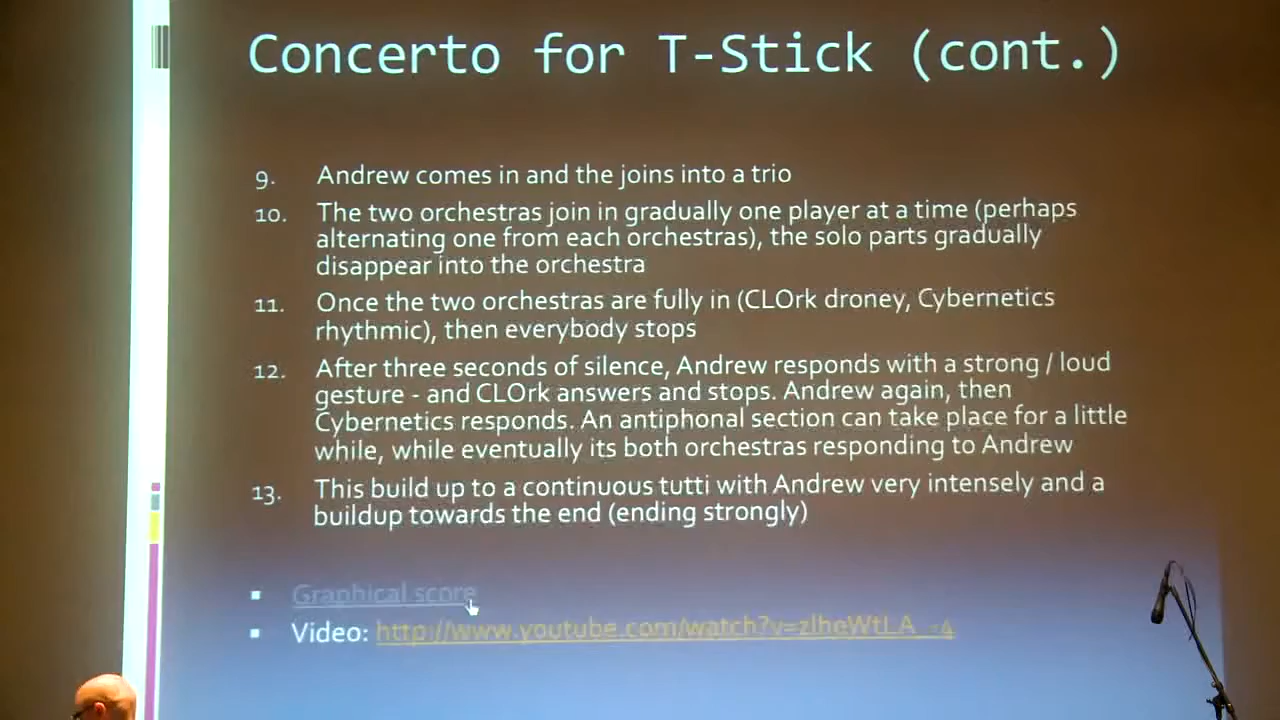 Concerto for T-Stick (cont.)
9. Andrew comes in and the joins into a trio
10. The two orchestras join in gradually one player at a time (perhaps
alternating one from each orchestras), the solo parts gradually
disappear into the orchestra
11. Once the two orchestras are fully in (CLOrk droney, Cybernetics
rhythmic), then everybody stops
12. After three seconds of silence, Andrew responds with a strong / loud
gesture - and CLOrk answers and stops. Andrew again, then
Cybernetics responds. An antiphonal section can take place for a little
while, while eventually its both orchestras responding to Andrew
13. This build up to a continuous tutti with Andrew very intensely and a
buildup towards the end (ending strongly)
▪ Graphical score
▪ Video: http://www.youtube.com/watch?v=